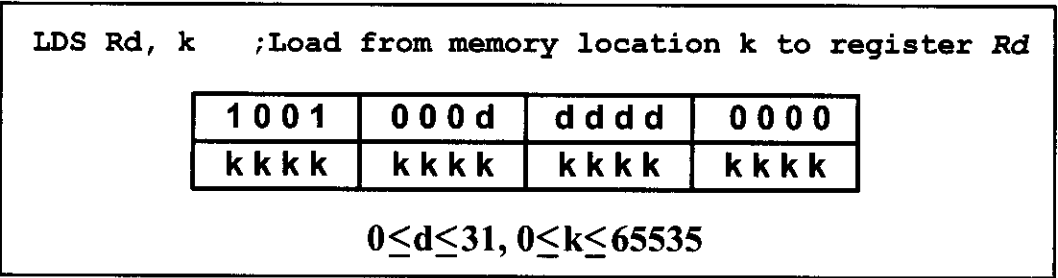 LDS Rd, k ;Load from memory location k to register Rd
1001 000d dddd 0000
kkkk kkkk kkkk kkkk
0≤d≤31, 0≤k≤65535